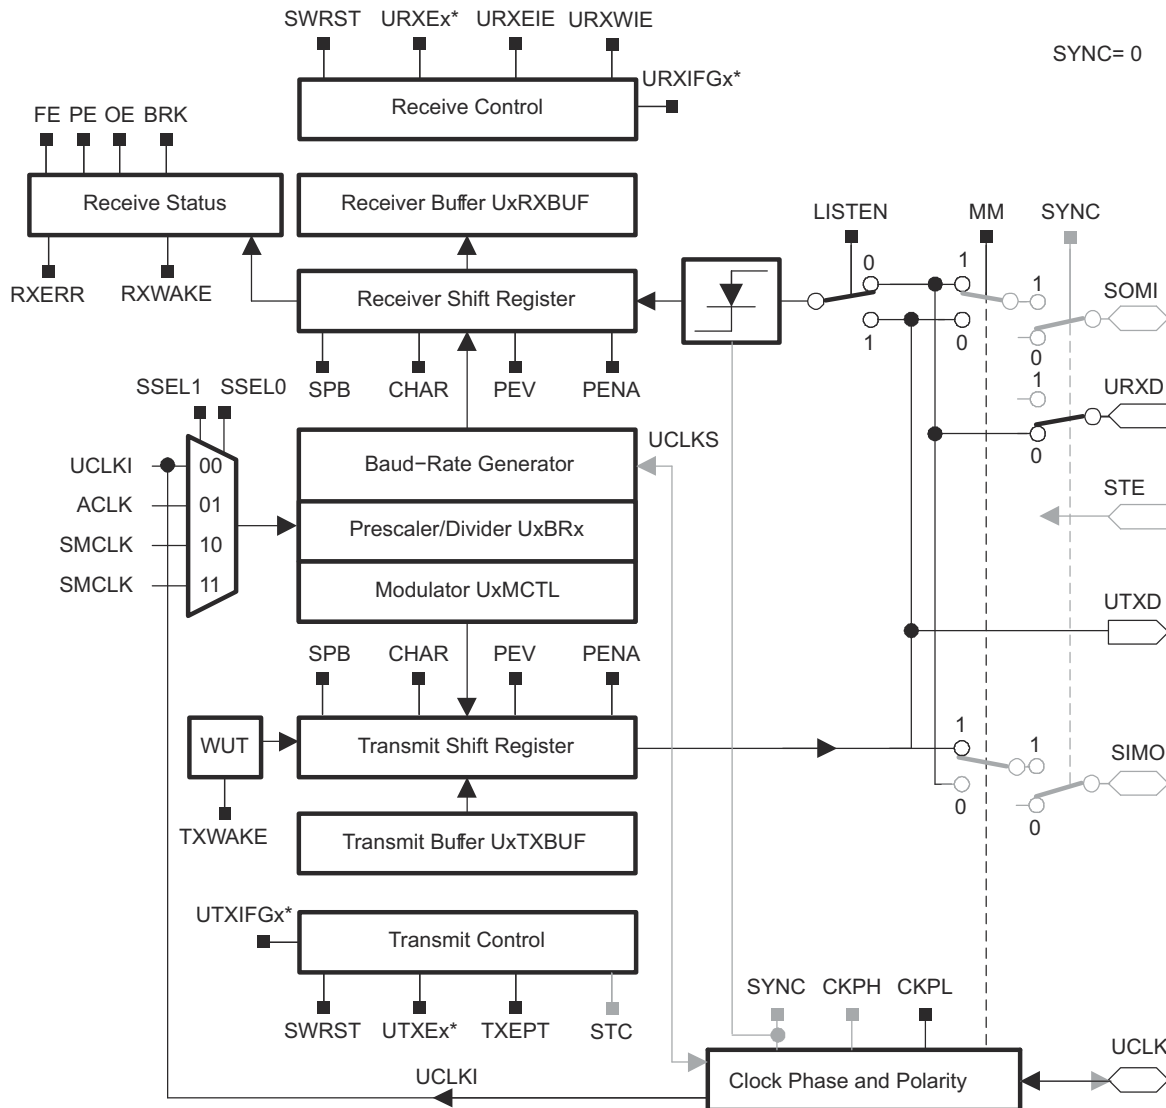 SWRST URXEx* URXEIE URXWIE
SYNC= 0
URXIFGx*
Receive Control
FE PE OE BRK
Receive Status
Receiver Buffer UxRXBUF
LISTEN MM SYNC
RXERR RXWAKE
Receiver Shift Register
0 1 1
SOMI
1 0 0
SPB CHAR PEV PENA
SSEL1 SSEL0
1
URXD
0
UCLKS
UCLKI 00
Baud−Rate Generator
ACLK 01
STE
Prescaler/Divider UxBRx
SMCLK 10
SMCLK 11
Modulator UxMCTL
UTXD
SPB CHAR PEV PENA
WUT
Transmit Shift Register
1 1
SIMO
0 0
TXWAKE
Transmit Buffer UxTXBUF
UTXIFGx*
Transmit Control
SYNC CKPH CKPL
SWRST UTXEx* TXEPT STC
UCLK
UCLKI
Clock Phase and Polarity